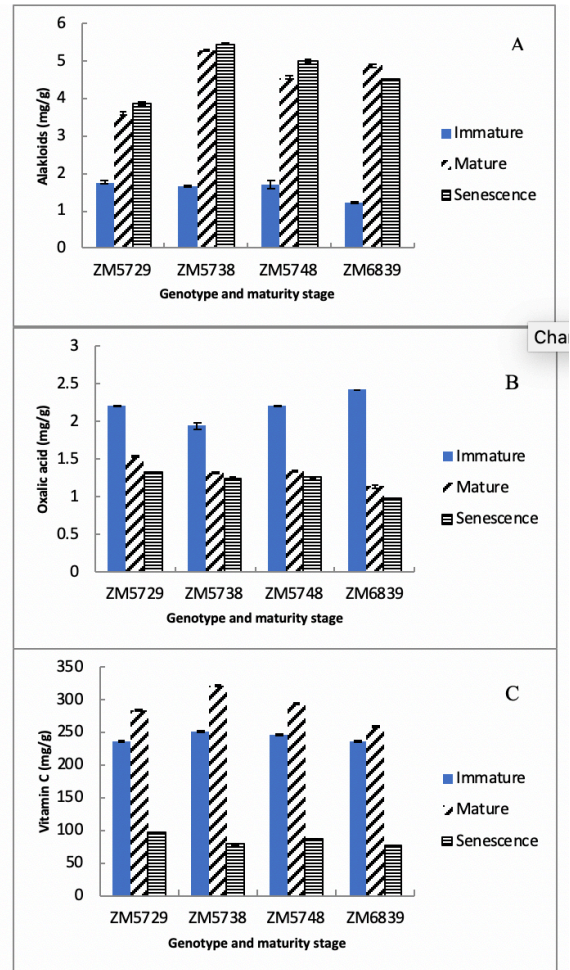 A
6
5
4
3
2
1
0
Alakloids (mg/g)
Immature
Mature
Senescence
ZM5729 ZM5738 ZM5748 ZM6839
Genotype and maturity stage
Cha
B
3
2.5
2
1.5
1
0.5
0
Oxalic acid (mg/g)
Immature
Mature
Senescence
ZM5729 ZM5738 ZM5748 ZM6839
Genotype and maturity stage
C
350
300
250
200
150
100
50
0
Vitamin C (mg/g)
Immature
Mature
Senescence
ZM5729 ZM5738 ZM5748 ZM6839
Genotype and maturity stage